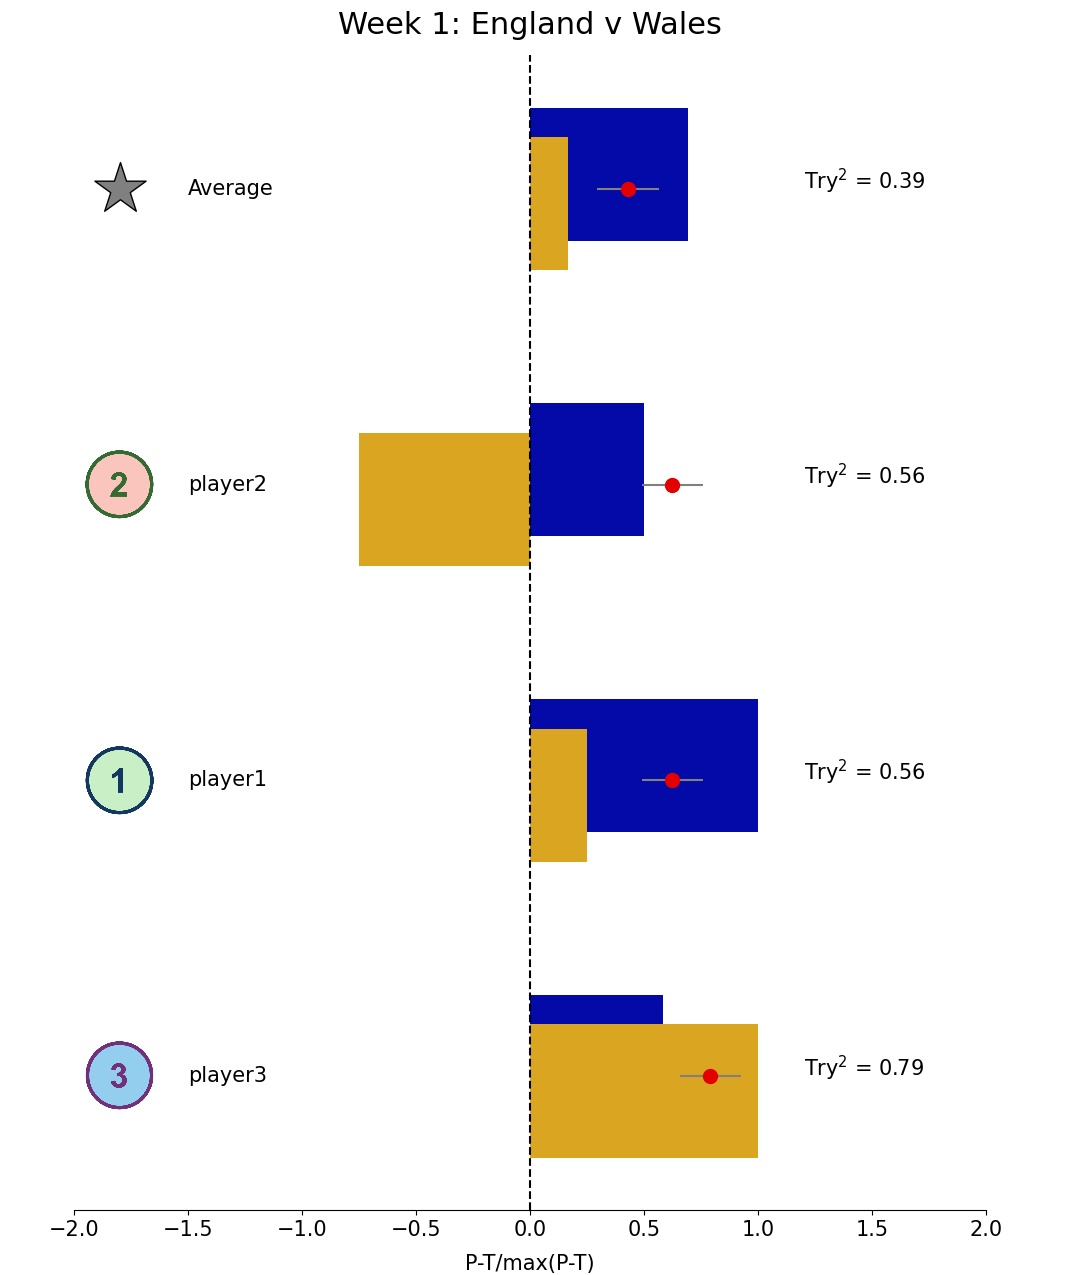 Week 1: England v Wales
Average
Try² = 0.39
2
player2
Try² = 0.56
1
player1
Try² = 0.56
3
player3
Try² = 0.79
−2.0 −1.5 −1.0 −0.5 0.0 0.5 1.0 1.5 2.0
P-T/max(P-T)